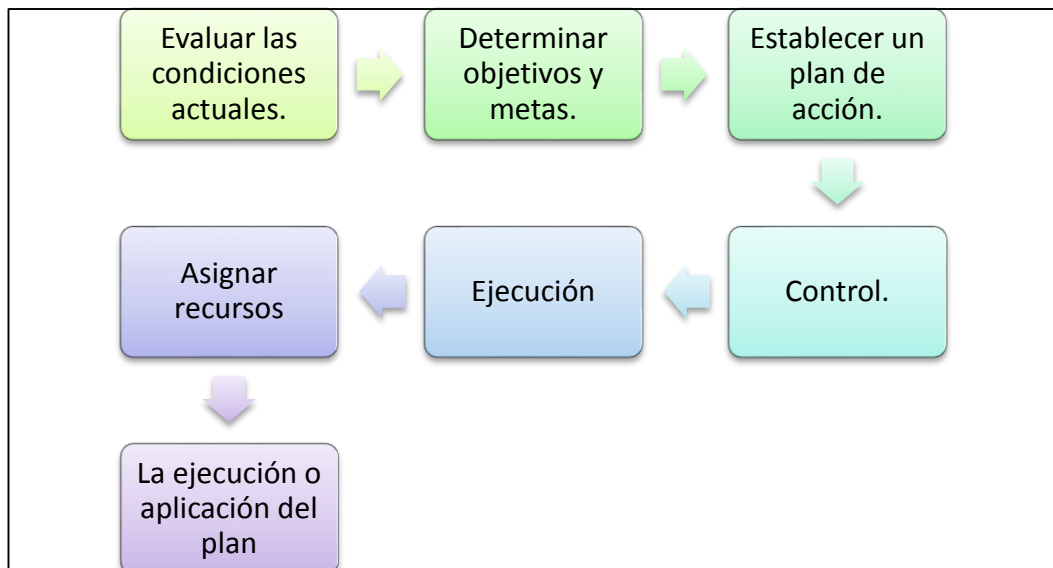 Evaluar las
condiciones
actuales.
Determinar
objetivos y
metas.
Establecer un
plan de
acción.
Control.
Ejecución
Asignar
recursos
La ejecución o
aplicación del
plan